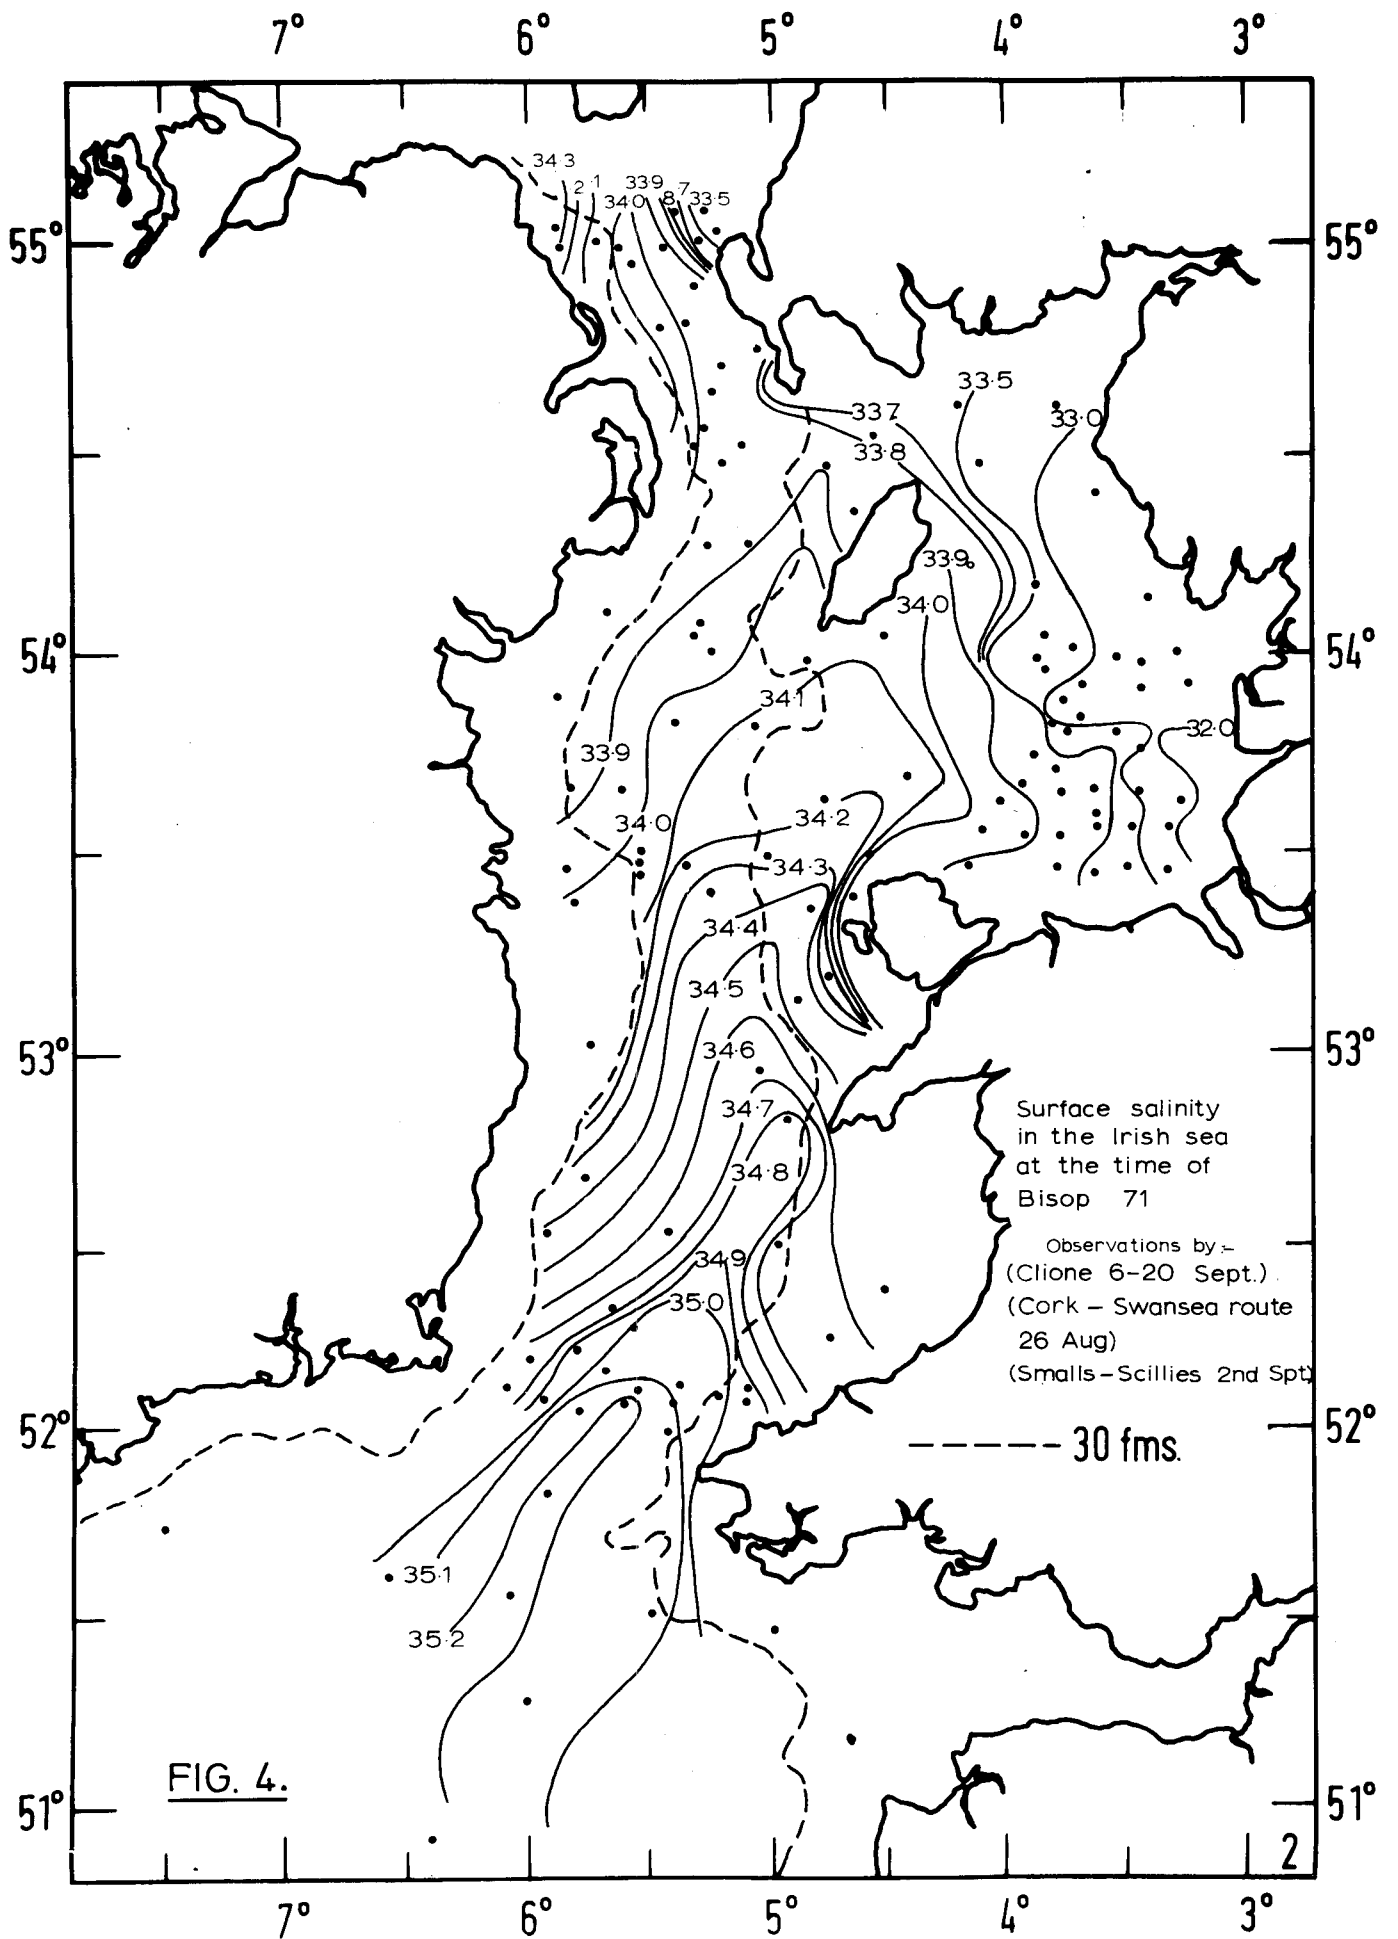 7° 6° 5° 4° 3°
34·3
2 ·1
33·9
34·0
8 ·7
33·5
55° 55°
33·5
33·7
33·0
33·8
33·9
34·0
54° 54°
34·1
32·0
33·9
34·2
34·0
34·3
34·4
34·5
53° 53°
34·6
34·7
34·8
34·9
35·0
Surface salinity
in the Irish sea
at the time of
Bisop 71
Observations by:-
(Clione 6-20 Sept.)
(Cork - Swansea route
26 Aug)
(Smalls-Scillies 2nd Spt)
52° 52°
30 fms.
35·1
35·2
FIG. 4.
51° 51°
2
7° 6° 5° 4° 3°